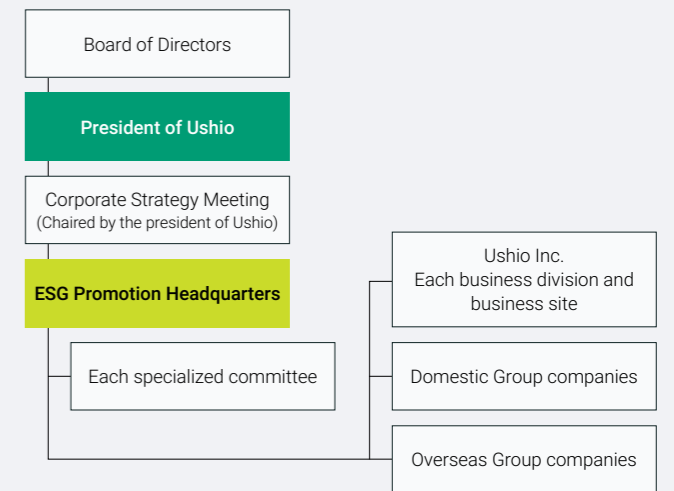 Board of Directors
President of Ushio
Corporate Strategy Meeting
(Chaired by the president of Ushio)
ESG Promotion Headquarters
Each specialized committee
Ushio Inc.
Each business division and
business site
Domestic Group companies
Overseas Group companies